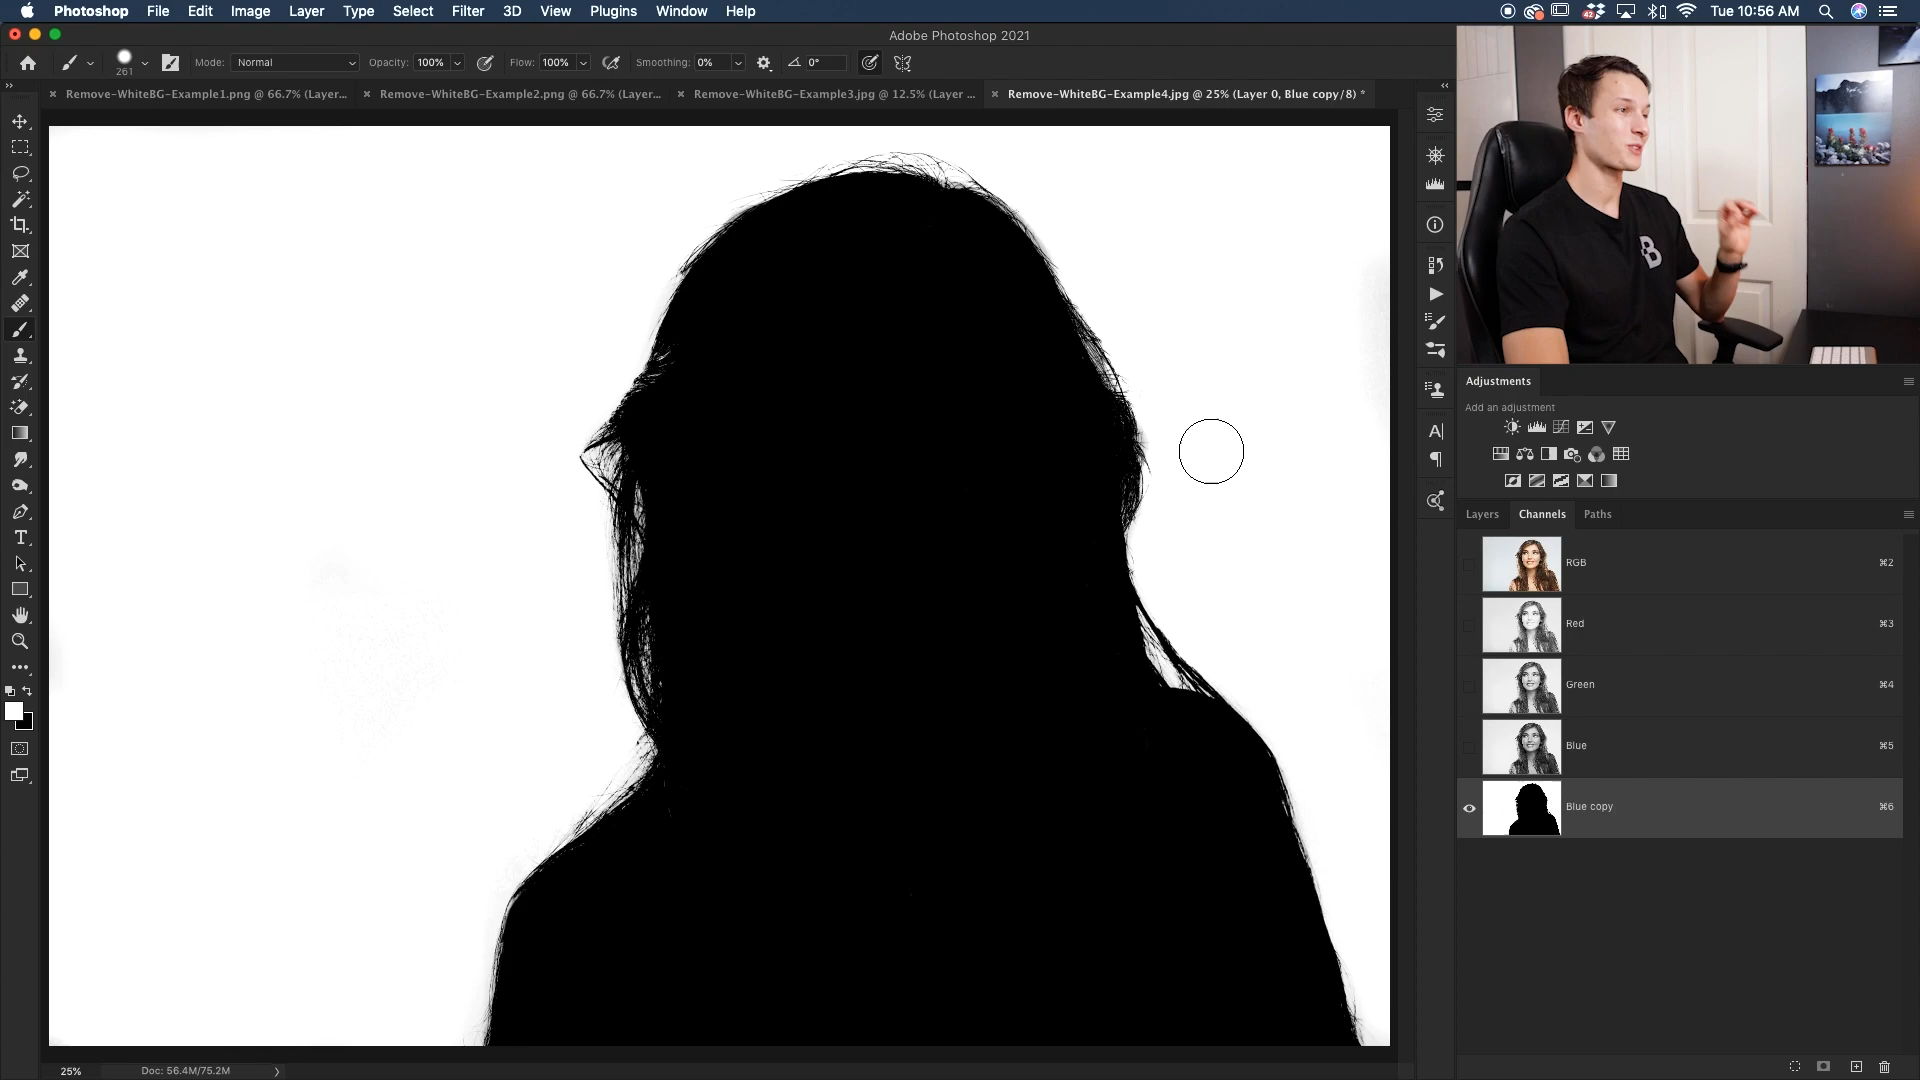 Photoshop File Edit Image Layer Type Select Filter 3D View Plugins Window Help
42
Tue 10:56 AM
Adobe Photoshop 2021
261
Mode: Normal
Opacity: 100%
Flow: 100%
Smoothing: 0%
0°
Remove-WhiteBG-Example1.png @ 66.7% (Layer...
Remove-WhiteBG-Example2.png @ 66.7% (Layer...
Remove-WhiteBG-Example3.jpg @ 12.5% (Layer ...
Remove-WhiteBG-Example4.jpg @ 25% (Layer 0, Blue copy/8) *
B
Adjustments
Add an adjustment
Layers Channels Paths
RGB ⌘2
Red ⌘3
Green ⌘4
Blue ⌘5
Blue copy ⌘6
25% Doc: 56.4M/75.2M